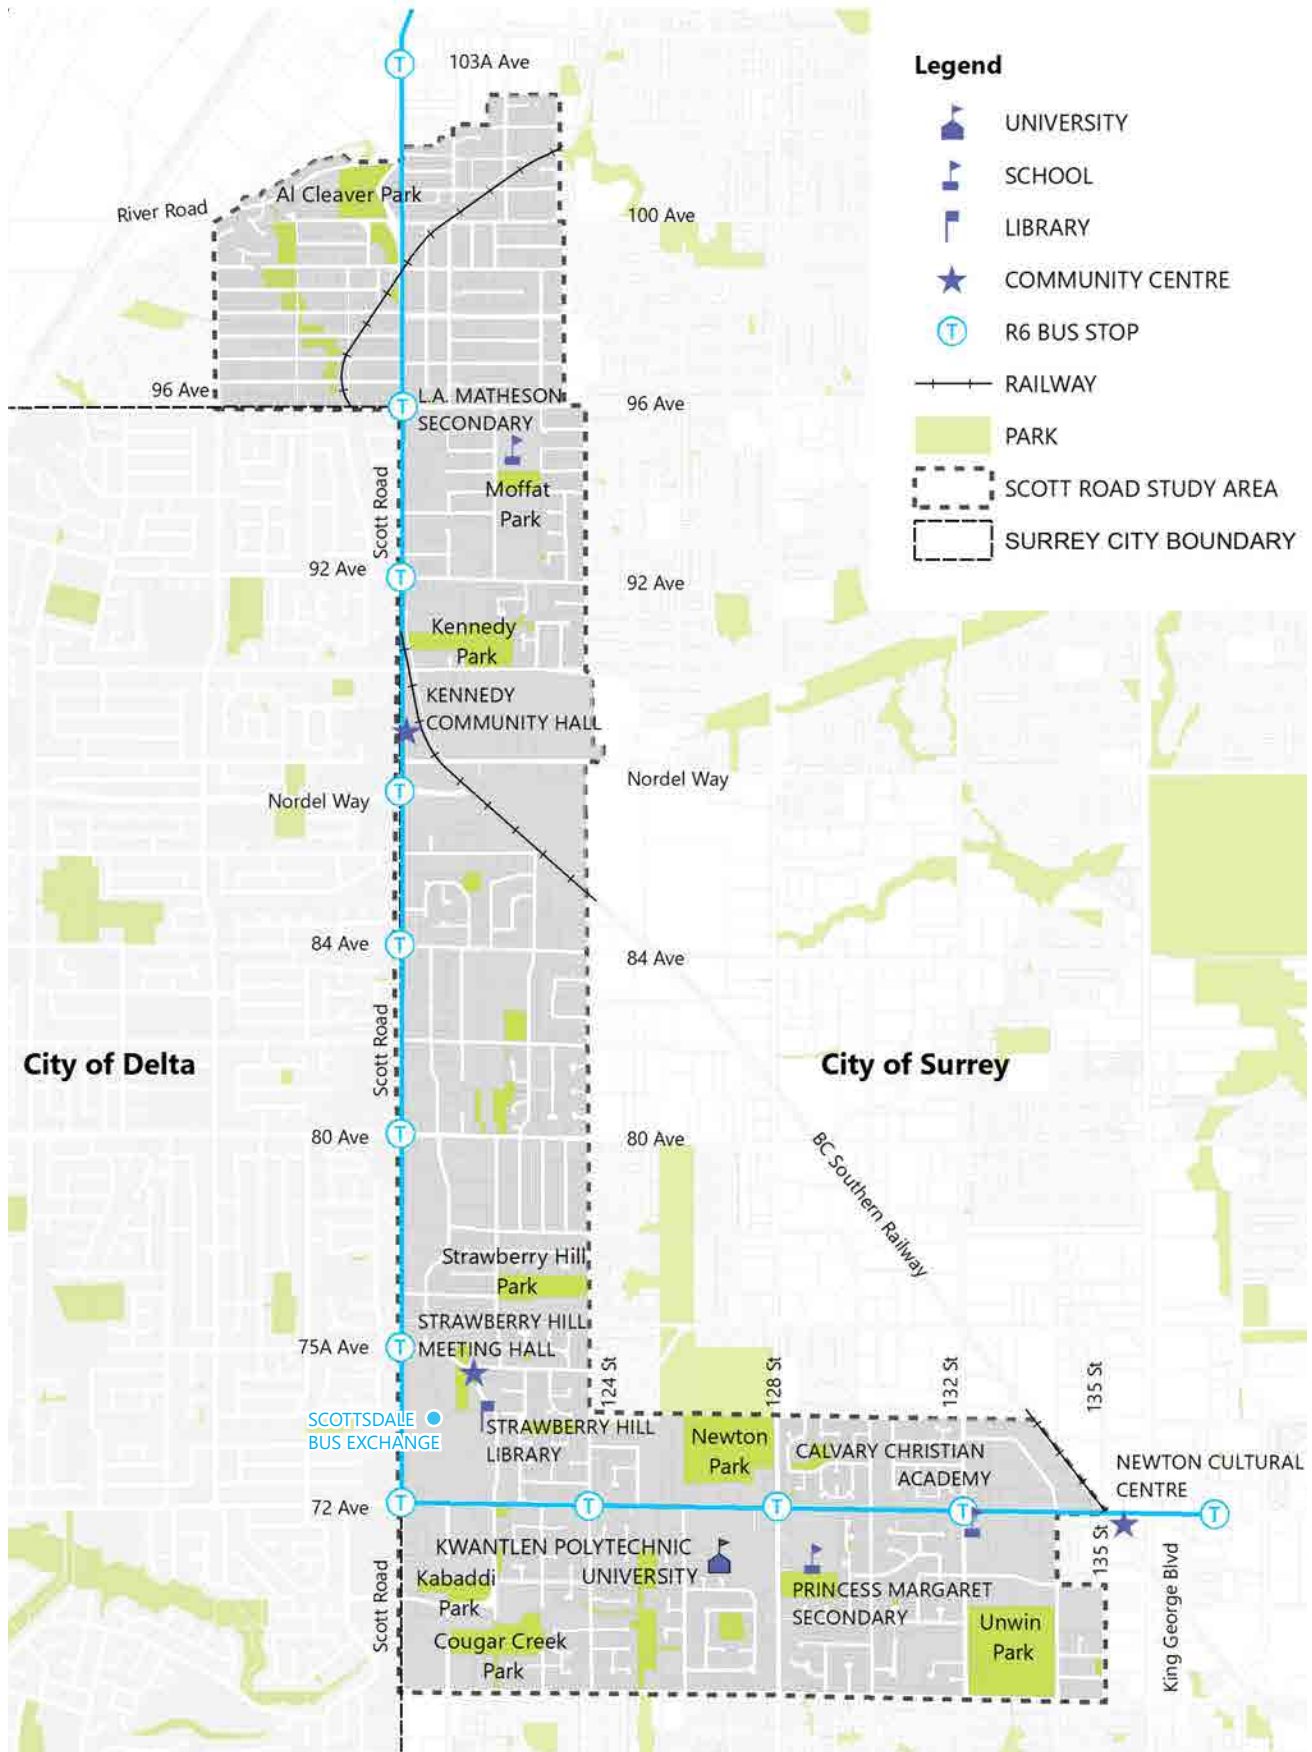 103A Ave
Legend
UNIVERSITY
SCHOOL
LIBRARY
COMMUNITY CENTRE
T R6 BUS STOP
RAILWAY
PARK
SCOTT ROAD STUDY AREA
SURREY CITY BOUNDARY
T
Al Cleaver Park
River Road
100 Ave
96 Ave
T
L.A. MATHESON
SECONDARY
96 Ave
Scott Road
Moffat
Park
92 Ave
T
92 Ave
Kennedy
Park
KENNEDY
COMMUNITY HALL
Nordel Way
T
Nordel Way
84 Ave
T
84 Ave
Scott Road
City of Delta
City of Surrey
80 Ave
T
80 Ave
BC Southern Railway
Strawberry Hill
Park
STRAWBERRY HILL
MEETING HALL
75A Ave
T
124 St
128 St
132 St
135 St
SCOTTSDALE
BUS EXCHANGE
STRAWBERRY HILL
LIBRARY
Newton
Park
CALVARY CHRISTIAN
ACADEMY
NEWTON CULTURAL
CENTRE
72 Ave
T
T
T
T
T
135 St
KWANTLEN POLYTECHNIC
UNIVERSITY
Kabaddi
Park
PRINCESS MARGARET
SECONDARY
Scott Road
Cougar Creek
Park
Unwin
Park
King George Blvd